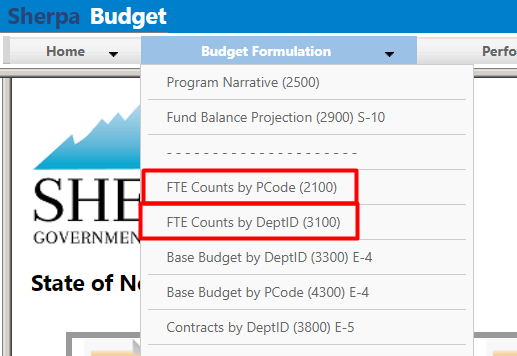 Sherpa Budget
Home Budget Formulation Perfo
Program Narrative (2500)
Fund Balance Projection (2900) S-10
- - - - - - - - - - - - - - - - - - - - -
FTE Counts by PCode (2100)
FTE Counts by DeptID (3100)
SHE
GOVERNMEN
Base Budget by DeptID (3300) E-4
State of Ne
Base Budget by PCode (4300) E-4
Contracts by DeptID (3800) E-5